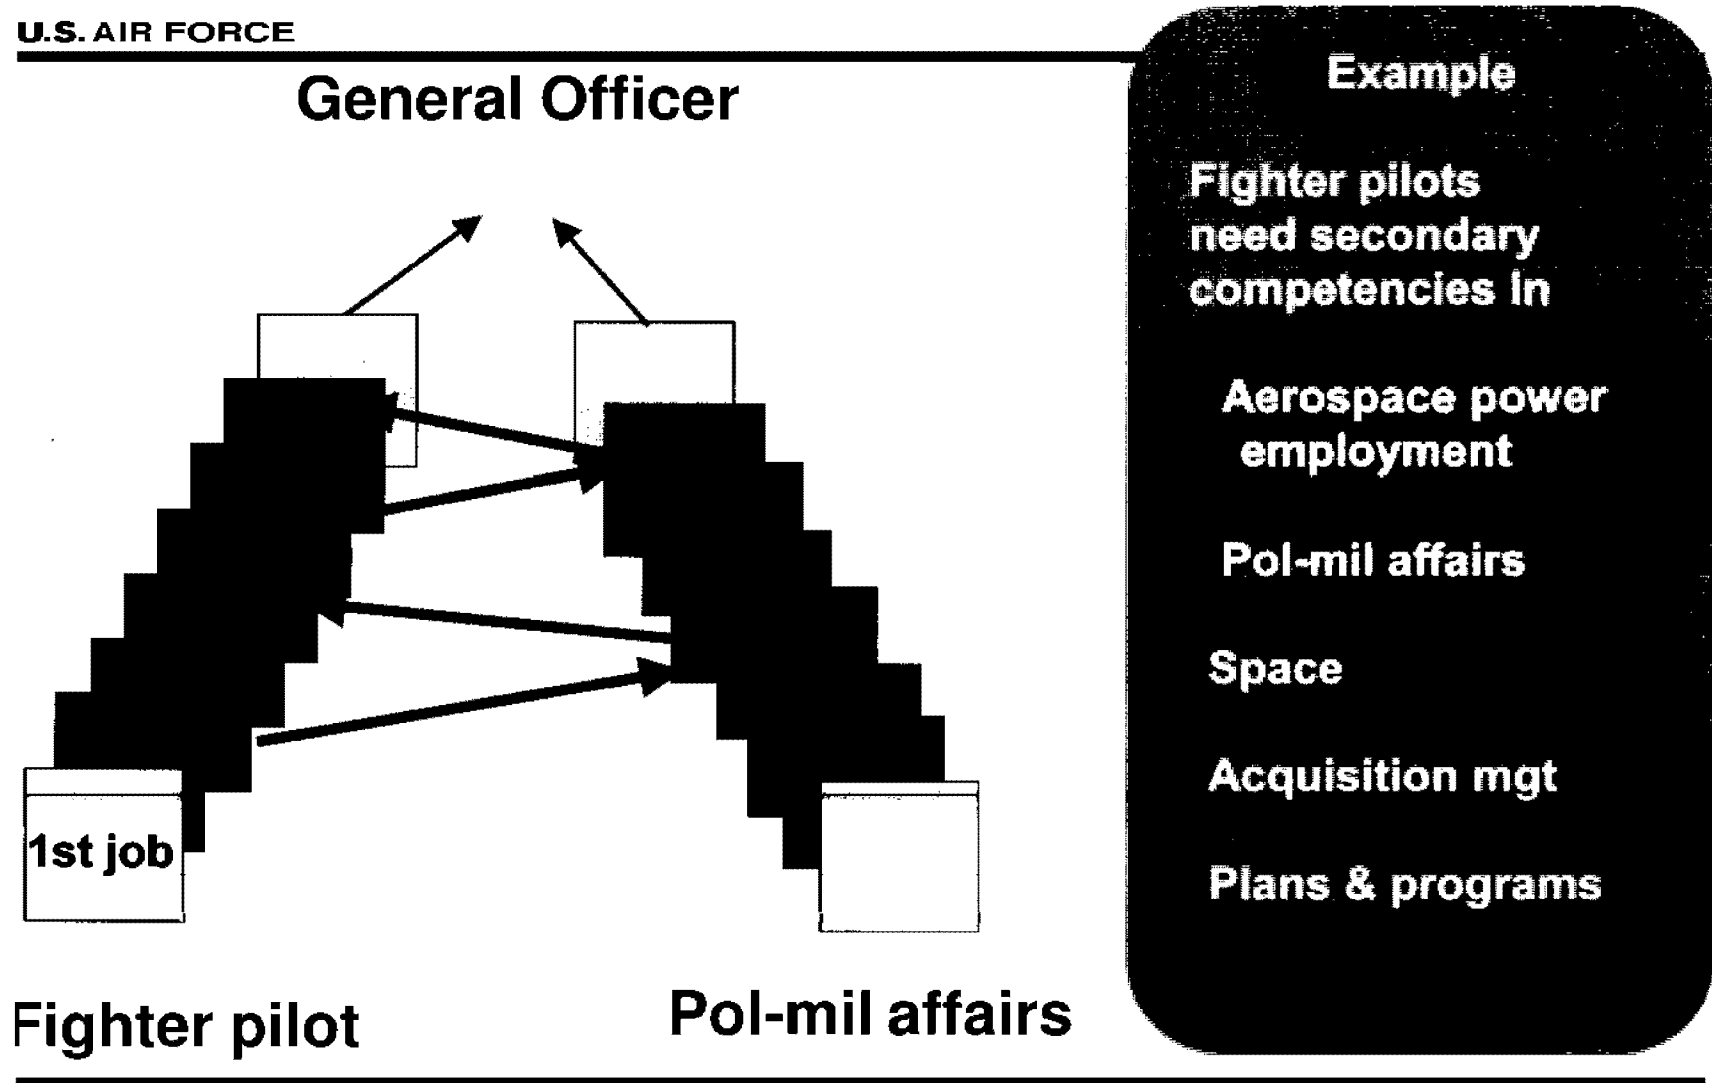 U.S. AIR FORCE
General Officer
1st job
Fighter pilot
Pol-mil affairs
Example
Fighter pilots
need secondary
competencies in
Aerospace power
employment
Pol-mil affairs
Space
Acquisition mgt
Plans & programs